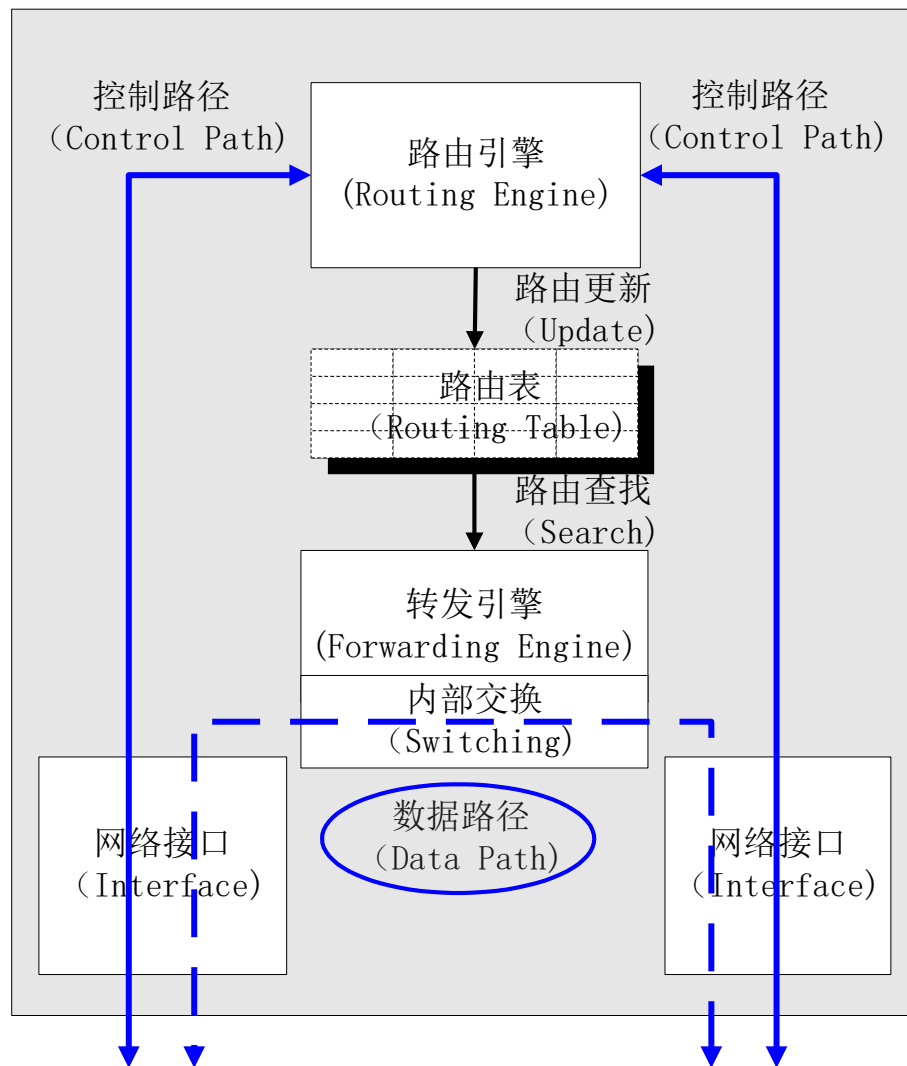 控制路径
（Control Path)
控制路径
（Control Path)
路由引擎
(Routing Engine)
路由更新
（Update)
路由表
（Routing Table)
路由查找
（Search)
转发引擎
(Forwarding Engine)
内部交换
（Switching)
网络接口
（Interface)
数据路径
（Data Path)
网络接口
（Interface)